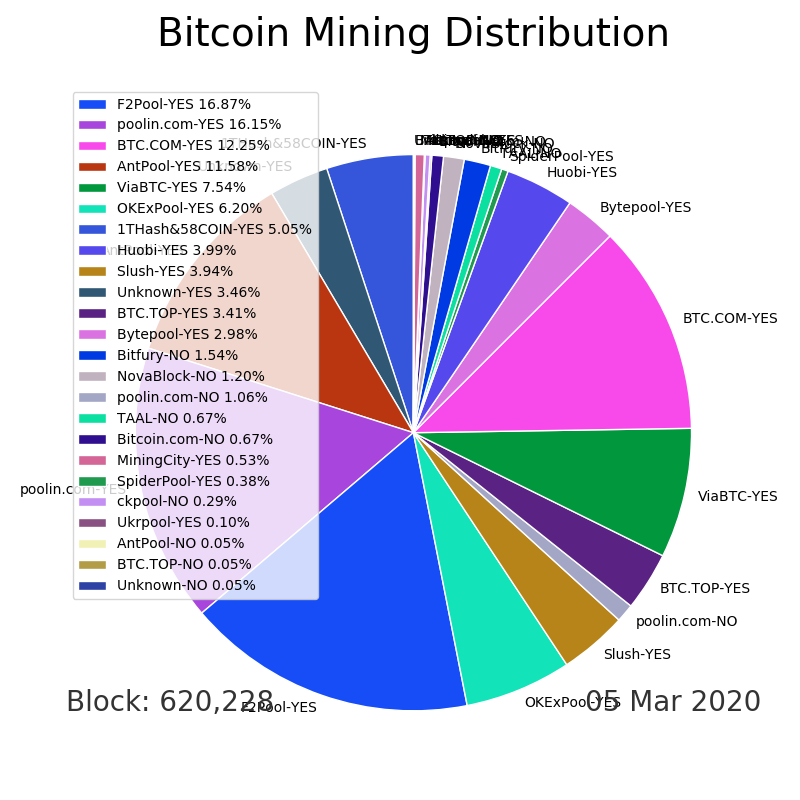 Bitcoin Mining Distribution
F2Pool-YES 16.87%
poolin.com-YES 16.15%
BTC.COM-YES 12.25%
AntPool-YES 11.58%
ViaBTC-YES 7.54%
OKExPool-YES 6.20%
1THash&58COIN-YES 5.05%
Huobi-YES 3.99%
Slush-YES 3.94%
Unknown-YES 3.46%
BTC.TOP-YES 3.41%
Bytepool-YES 2.98%
Bitfury-NO 1.54%
NovaBlock-NO 1.20%
poolin.com-NO 1.06%
TAAL-NO 0.67%
Bitcoin.com-NO 0.67%
MiningCity-YES 0.53%
SpiderPool-YES 0.38%
ckpool-NO 0.29%
Ukrpool-YES 0.10%
AntPool-NO 0.05%
BTC.TOP-NO 0.05%
Unknown-NO 0.05%
1THash&58COIN-YES
SpiderPool-YES
Huobi-YES
Bytepool-YES
BTC.COM-YES
ViaBTC-YES
BTC.TOP-YES
poolin.com-NO
Slush-YES
OKExPool-YES
F2Pool-YES
poolin.com-YES
Block: 620,228
05 Mar 2020